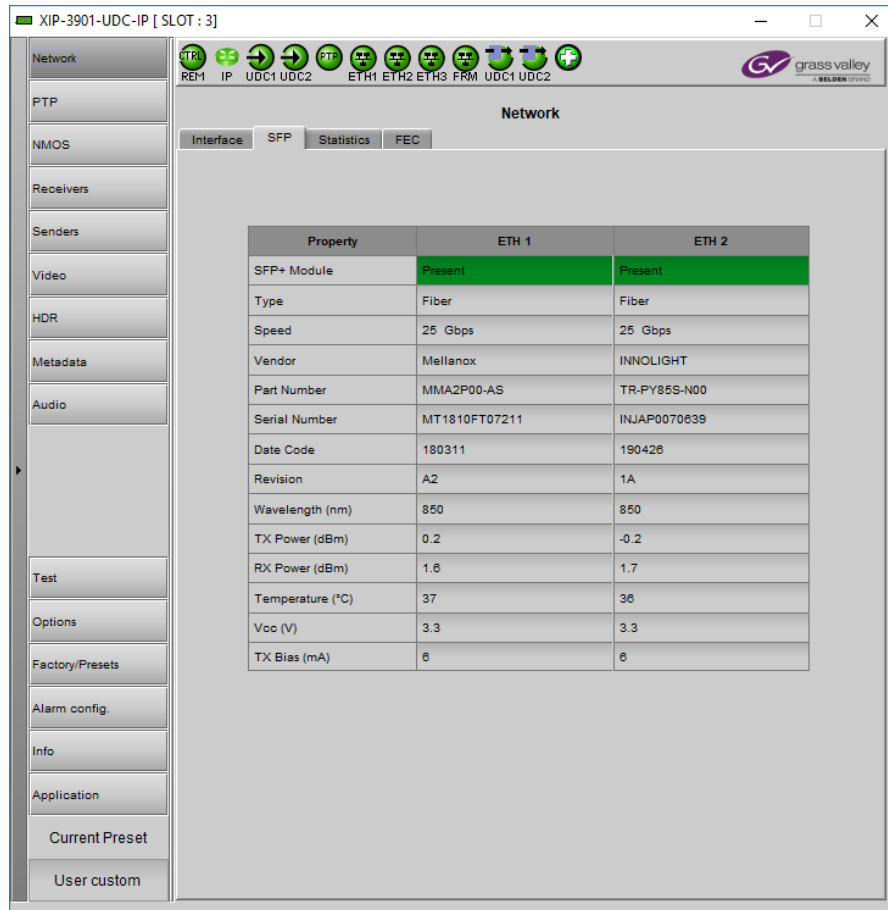 XIP-3901-UDC-IP [ SLOT : 3]
Network
PTP
NMOS
Receivers
Senders
Video
HDR
Metadata
Audio
Test
Options
Factory/Presets
Alarm config.
Info
Application
Current Preset
User custom
CTRL PTP
REM IP UDC1 UDC2 ETH1 ETH2 ETH3 FRM UDC1 UDC2
GV grass valley
A BELDEN BRAND
Network
Interface SFP Statistics FEC
Property ETH 1 ETH 2
SFP+ Module Present Present
Type Fiber Fiber
Speed 25 Gbps 25 Gbps
Vendor Mellanox INNOLIGHT
Part Number MMA2P00-AS TR-PY85S-N00
Serial Number MT1810FT07211 INJAP0070639
Date Code 180311 190426
Revision A2 1A
Wavelength (nm) 850 850
TX Power (dBm) 0.2 -0.2
RX Power (dBm) 1.6 1.7
Temperature (°C) 37 36
Vcc (V) 3.3 3.3
TX Bias (mA) 6 6